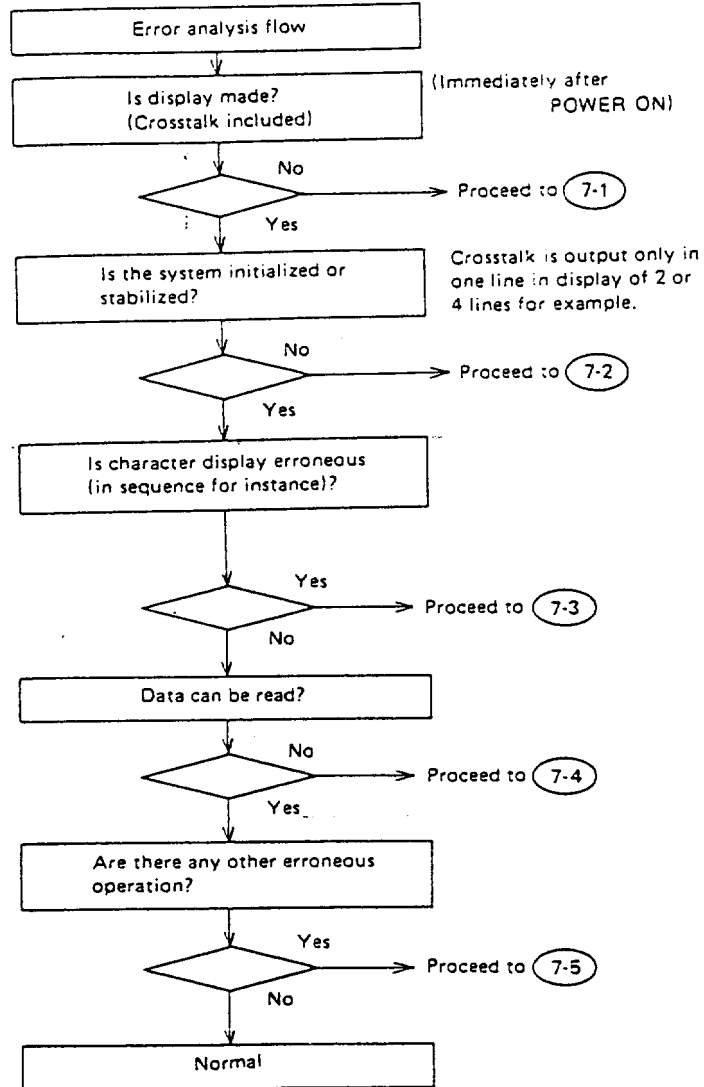 Error analysis flow
Is display made?
(Crosstalk included)
(Immediately after
POWER ON)
No
Proceed to 7-1
Yes
Is the system initialized or
stabilized?
Crosstalk is output only in
one line in display of 2 or
4 lines for example.
No
Proceed to 7-2
Yes
Is character display erroneous
(in sequence for instance)?
Yes
Proceed to 7-3
No
Data can be read?
No
Proceed to 7-4
Yes
Are there any other erroneous
operation?
Yes
Proceed to 7-5
No
Normal